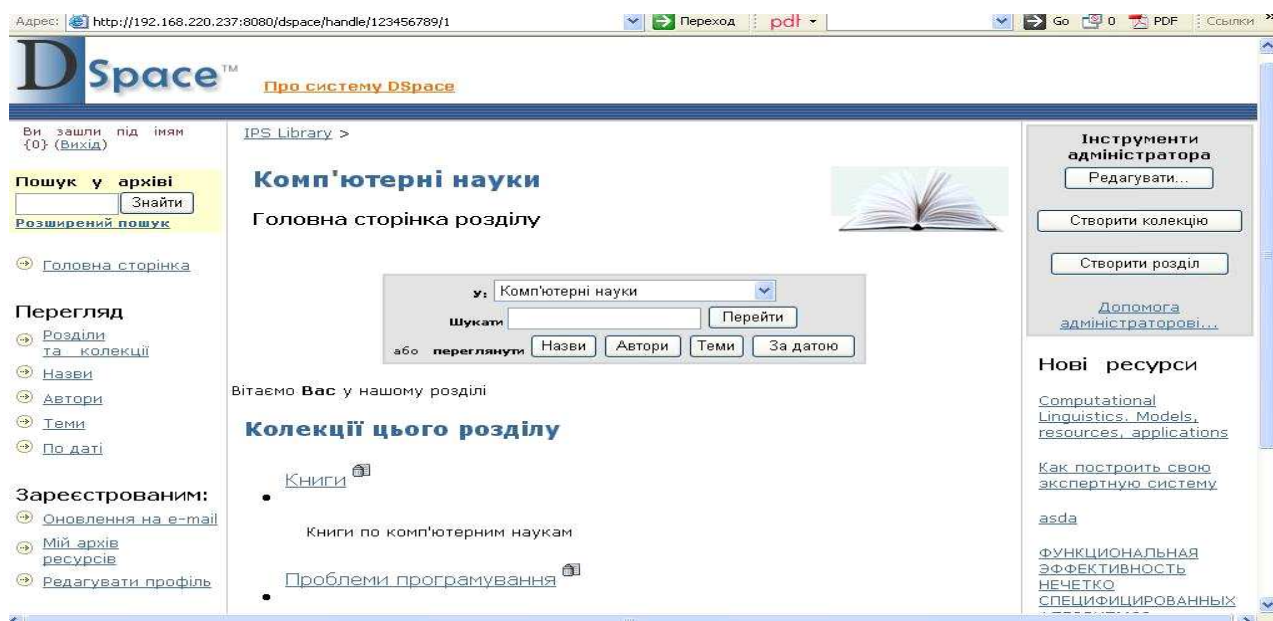 Адрес: http://192.168.220.237:8080/dspace/handle/123456789/1 Переход pdf Go 0 PDF Ссылки »
DSpace™
Про систему DSpace
Ви зашли під імям
{0} (Вихід)
Пошук у архіві
Знайти
Розширений пошук
Головна сторінка
Перегляд
Розділи
та колекції
Назви
Автори
Теми
По даті
Зареєстрованим:
Оновлення на e-mail
Мій архів
ресурсів
Редагувати профіль
IPS Library >
Комп'ютерні науки
Головна сторінка розділу
У: Комп'ютерні науки
Шукати Перейти
або переглянути Назви Автори Теми За датою
Вітаємо Вас у нашому розділі
Колекції цього розділу
Книги
Книги по комп'ютерним наукам
Проблеми програмування
Інструменти
адміністратора
Редагувати...
Створити колекцію
Створити розділ
Допомога
адміністраторові...
Нові ресурси
Computational
Linguistics. Models,
resources, applications
Как построить свою
экспертную систему
asda
ФУНКЦИОНАЛЬНАЯ
ЭФФЕКТИВНОСТЬ
НЕЧЕТКО
СПЕЦИФИЦИРОВАННЫХ